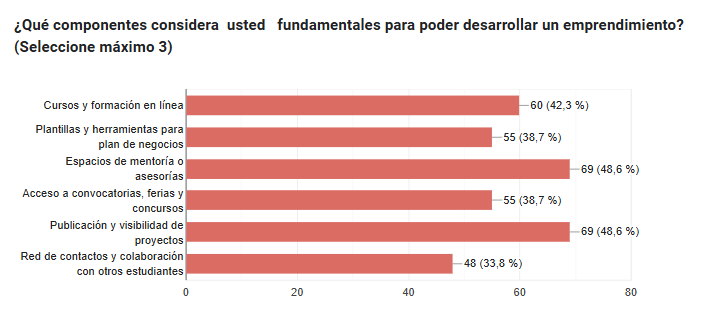 ¿Qué componentes considera  usted   fundamentales para poder desarrollar un emprendimiento?
(Seleccione máximo 3)
Cursos y formación en línea
60 (42,3 %)
Plantillas y herramientas para
plan de negocios
55 (38,7 %)
Espacios de mentoría o
asesorías
69 (48,6 %)
Acceso a convocatorias, ferias y
concursos
55 (38,7 %)
Publicación y visibilidad de
proyectos
69 (48,6 %)
Red de contactos y colaboración
con otros estudiantes
48 (33,8 %)
0
20
40
60
80